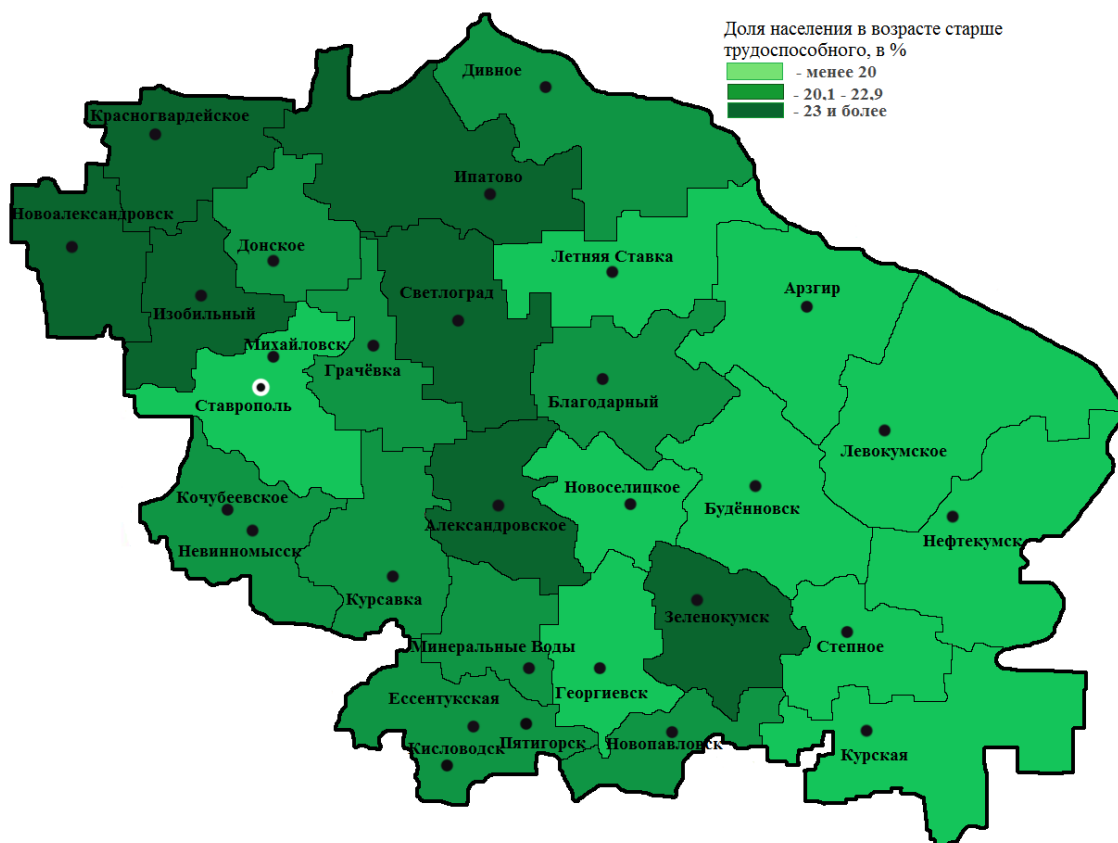 Доля населения в возрасте старше
трудоспособного, в %
- менее 20
- 20,1 - 22,9
- 23 и более
Дивное
Красногвардейское
Ипатово
Новоалександровск
Донское
Летняя Ставка
Светлоград
Арзгир
Изобильный
Михайловск
Грачёвка
Ставрополь
Благодарный
Левокумское
Кочубеевское
Новоселицкое
Будённовск
Александровское
Невинномысск
Нефтекумск
Курсавка
Зеленокумск
Минеральные Воды
Степное
Ессентукская
Георгиевск
Пятигорск
Новопавловск
Кисловодск
Курская